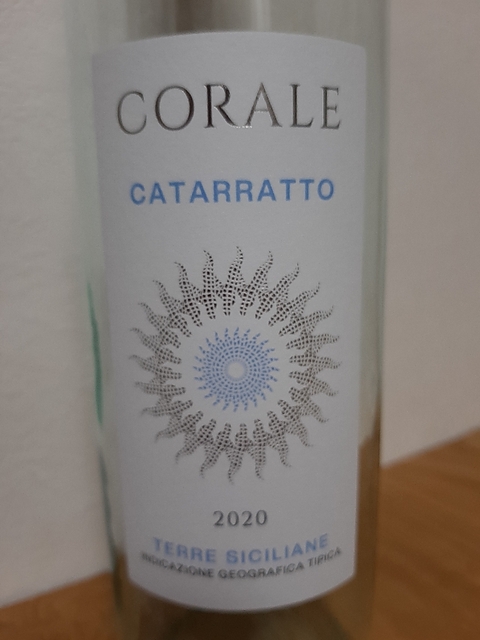 CORALE
CATARRATTO
2020
TERRE SICILIANE
INDICAZIONE GEOGRAFICA TIPICA